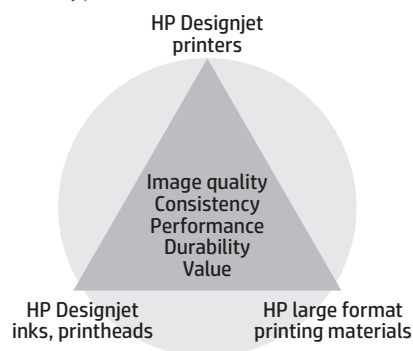 HP Designjet
printers
Image quality
Consistency
Performance
Durability
Value
HP Designjet
inks, printheads
HP large format
printing materials